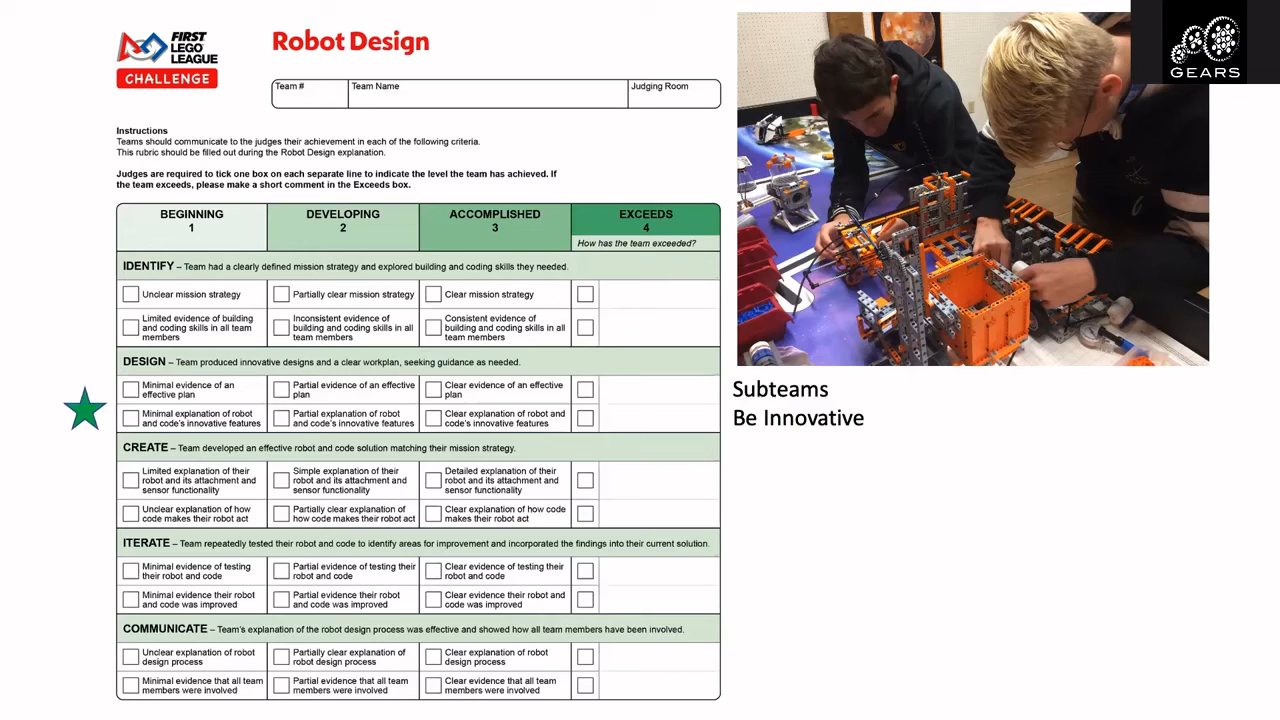 FIRST
LEGO
LEAGUE
CHALLENGE
Robot Design
Team #
Team Name
Judging Room
Instructions
Teams should communicate to the judges their achievement in each of the following criteria.
This rubric should be filled out during the Robot Design explanation.
Judges are required to tick one box on each separate line to indicate the level the team has achieved. If
the team exceeds, please make a short comment in the Exceeds box.
BEGINNING
1
DEVELOPING
2
ACCOMPLISHED
3
EXCEEDS
4
How has the team exceeded?
IDENTIFY – Team had a clearly defined mission strategy and explored building and coding skills they needed.
Unclear mission strategy
Partially clear mission strategy
Clear mission strategy
Limited evidence of building
and coding skills in all team
members
Inconsistent evidence of
building and coding skills in all
team members
Consistent evidence of
building and coding skills in all
team members
DESIGN – Team produced innovative designs and a clear workplan, seeking guidance as needed.
Minimal evidence of an
effective plan
Partial evidence of an effective
plan
Clear evidence of an effective
plan
Minimal explanation of robot
and code's innovative features
Partial explanation of robot
and code's innovative features
Clear explanation of robot and
code's innovative features
CREATE – Team developed an effective robot and code solution matching their mission strategy.
Limited explanation of their
robot and its attachment and
sensor functionality
Simple explanation of their
robot and its attachment and
sensor functionality
Detailed explanation of their
robot and its attachment and
sensor functionality
Unclear explanation of how
code makes their robot act
Partially clear explanation of
how code makes their robot act
Clear explanation of how code
makes their robot act
ITERATE – Team repeatedly tested their robot and code to identify areas for improvement and incorporated the findings into their current solution.
Minimal evidence of testing
their robot and code
Partial evidence of testing their
robot and code
Clear evidence of testing their
robot and code
Minimal evidence their robot
and code was improved
Partial evidence their robot
and code was improved
Clear evidence their robot and
code was improved
COMMUNICATE – Team's explanation of the robot design process was effective and showed how all team members have been involved.
Unclear explanation of robot
design process
Partially clear explanation of
robot design process
Clear explanation of robot
design process
Minimal evidence that all team
members were involved
Partial evidence that all team
members were involved
Clear evidence that all team
members were involved
GEARS
Subteams
Be Innovative